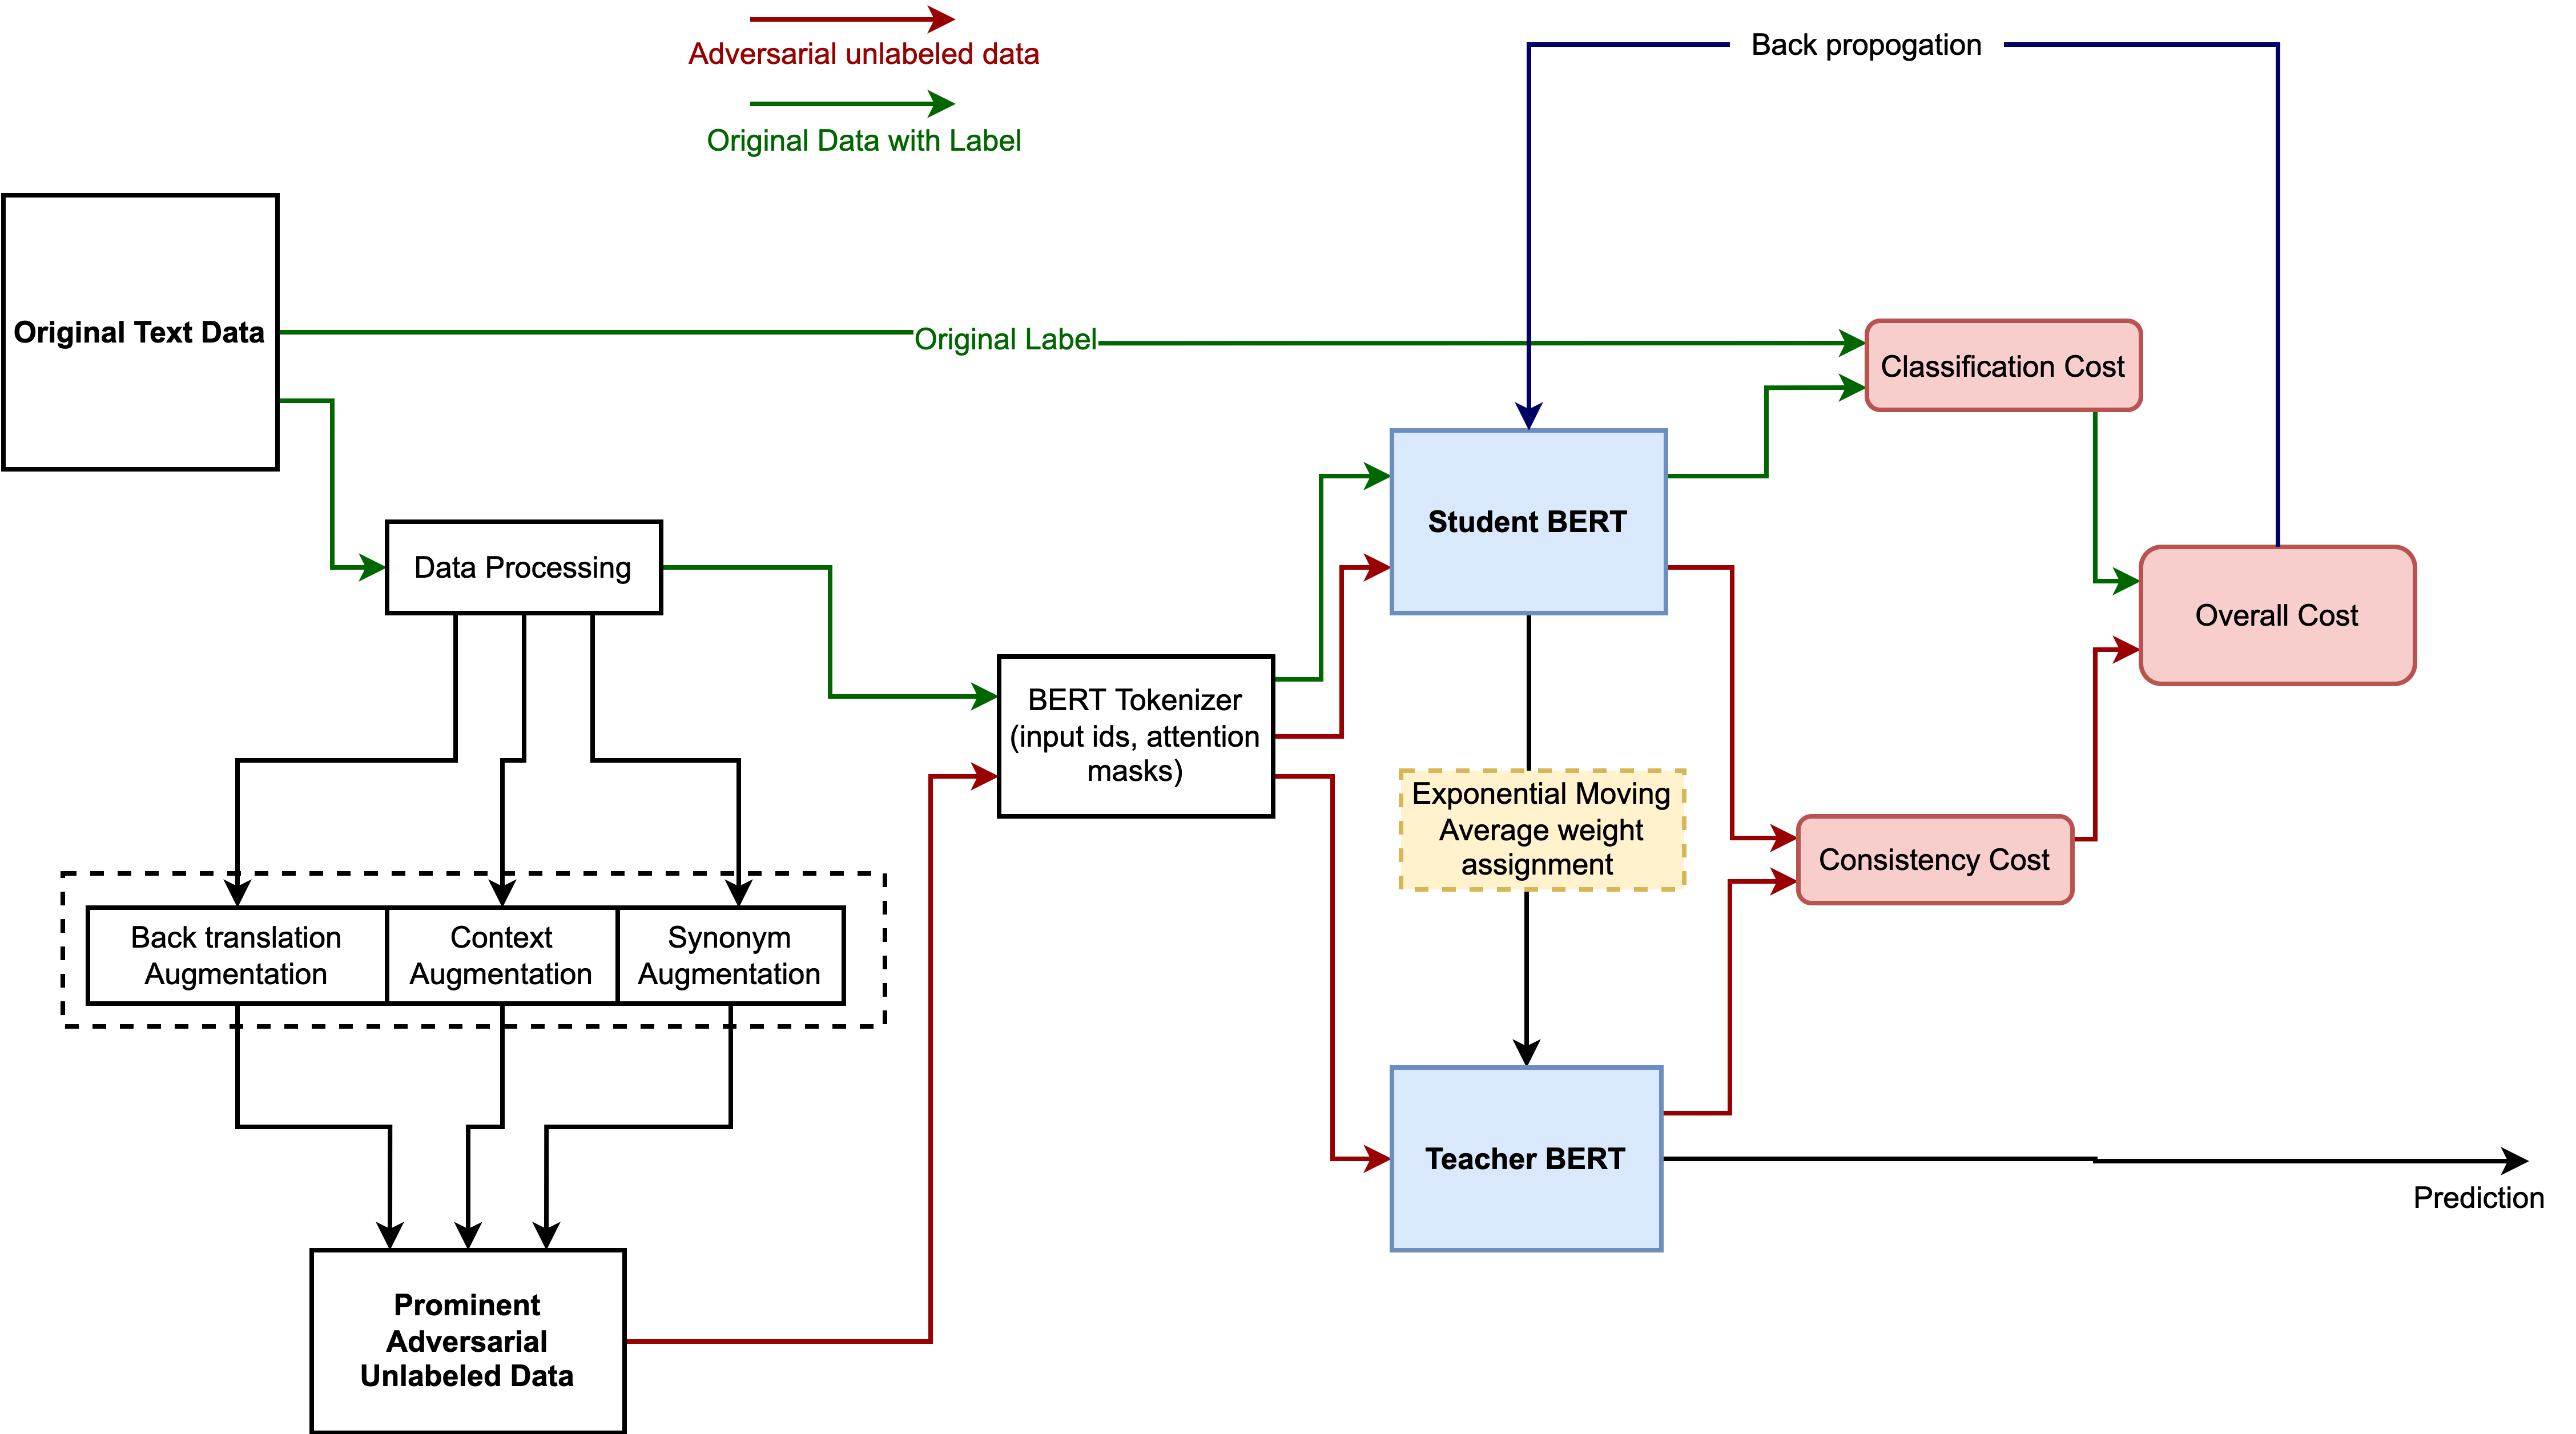 Adversarial unlabeled data
Original Data with Label
Back propogation
Original Text Data
Original Label
Classification Cost
Student BERT
Data Processing
Overall Cost
BERT Tokenizer
(input ids, attention
masks)
Exponential Moving
Average weight
assignment
Consistency Cost
Back translation
Augmentation
Context
Augmentation
Synonym
Augmentation
Teacher BERT
Prediction
Prominent
Adversarial
Unlabeled Data